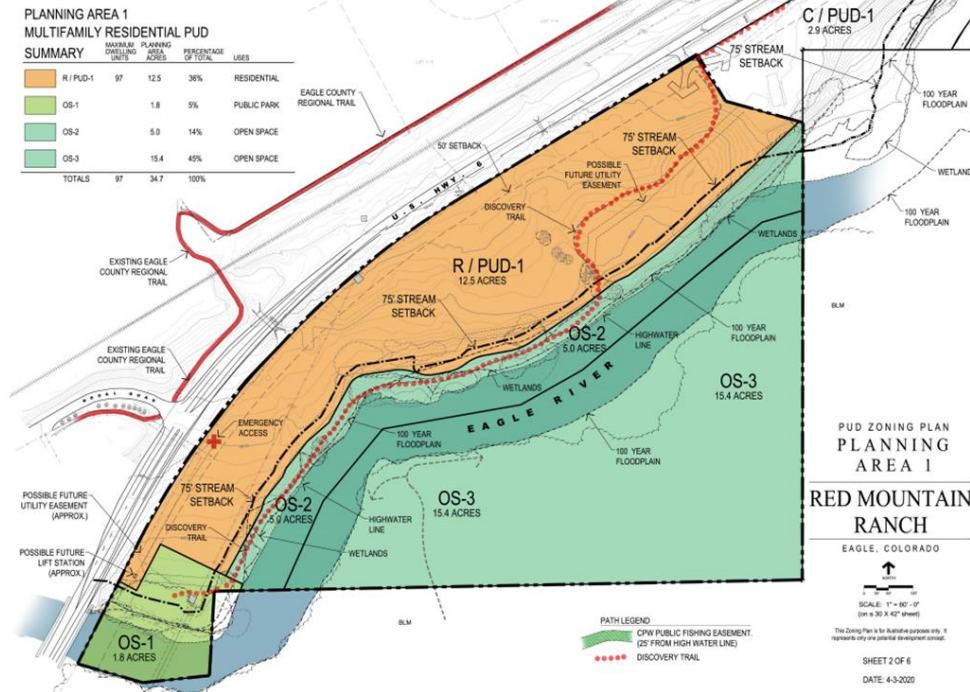 PLANNING AREA 1
MULTIFAMILY RESIDENTIAL PUD
SUMMARY MAXIMUM DWELLING UNITS PLANNING AREA ACRES PERCENTAGE OF TOTAL USES
R / PUD-1 97 12.5 36% RESIDENTIAL
OS-1 1.8 5% PUBLIC PARK
OS-2 5.0 14% OPEN SPACE
OS-3 15.4 45% OPEN SPACE
TOTALS 97 34.7 100%
C / PUD-1
2.9 ACRES
75' STREAM
SETBACK
100 YEAR
FLOODPLAIN
EAGLE COUNTY
REGIONAL TRAIL
50' SETBACK
U.S. HWY. 6
75' STREAM
SETBACK
POSSIBLE
FUTURE UTILITY
EASEMENT
DISCOVERY
TRAIL
WETLAND
100 YEAR
FLOODPLAIN
WETLANDS
EXISTING EAGLE
COUNTY REGIONAL
TRAIL
R / PUD-1
12.5 ACRES
75' STREAM
SETBACK
BLM
100 YEAR
FLOODPLAIN
OS-2
5.0 ACRES
HIGHWATER
LINE
EXISTING EAGLE
COUNTY REGIONAL
TRAIL
WETLANDS
EAGLE RIVER
OS-3
15.4 ACRES
EMERGENCY
ACCESS
100 YEAR
FLOODPLAIN
100 YEAR
FLOODPLAIN
75' STREAM
SETBACK
OS-2
5.0 ACRES
OS-3
15.4 ACRES
POSSIBLE FUTURE
UTILITY EASEMENT
(APPROX.)
DISCOVERY
TRAIL
HIGHWATER
LINE
WETLANDS
POSSIBLE FUTURE
LIFT STATION
(APPROX.)
OS-1
1.8 ACRES
BLM
PATH LEGEND
CPW PUBLIC FISHING EASEMENT.
(25' FROM HIGH WATER LINE)
DISCOVERY TRAIL
PUD ZONING PLAN
PLANNING
AREA 1
RED MOUNTAIN
RANCH
EAGLE, COLORADO
NORTH
SCALE: 1" = 60' - 0"
(on a 30 X 42" sheet)
This Zoning Plan is for illustrative purposes only. It
represents only one potential development concept.
SHEET 2 OF 6
DATE: 4-3-2020